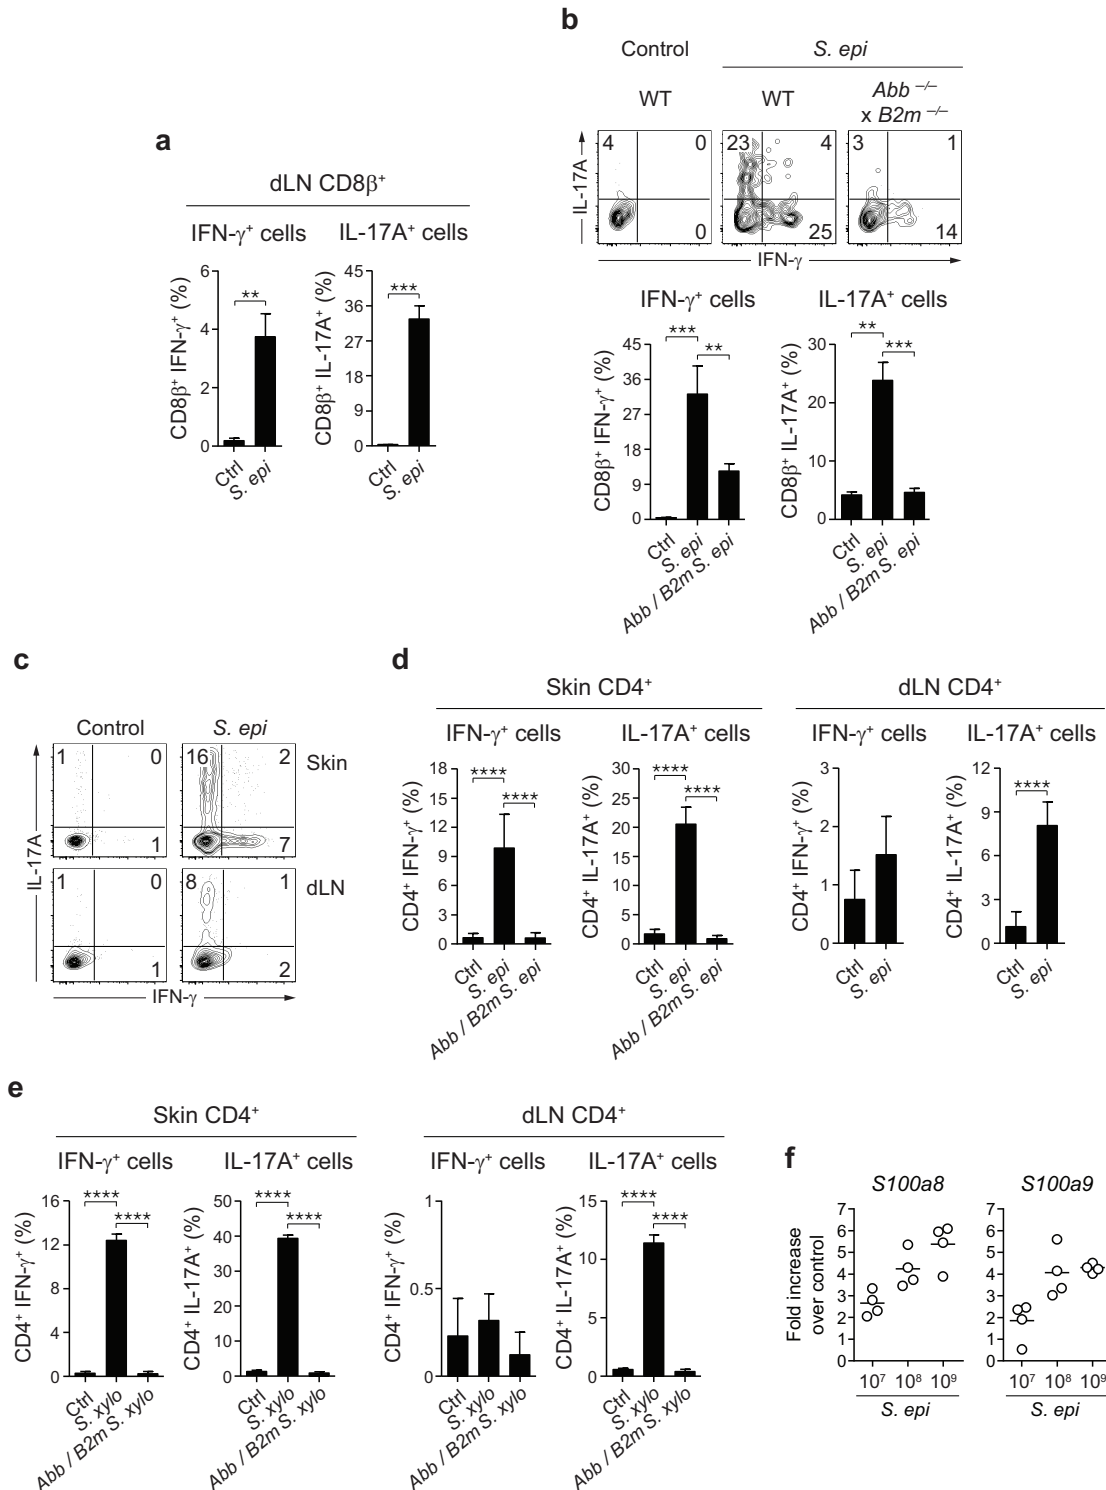 a
dLN CD8β⁺
IFN-γ⁺ cells
IL-17A⁺ cells
CD8β⁺ IFN-γ⁺ (%)
6
4
2
0
**
Ctrl
S. epi
CD8β⁺ IL-17A⁺ (%)
45
36
27
18
9
0
***
Ctrl
S. epi
b
Control
S. epi
WT
WT
Abb ⁻/⁻
x B2m ⁻/⁻
IL-17A
4 0
0
23 4
25
3 1
14
IFN-γ
IFN-γ⁺ cells
IL-17A⁺ cells
CD8β⁺ IFN-γ⁺ (%)
45
36
27
18
9
0
***
**
Ctrl
S. epi
Abb / B2m S. epi
CD8β⁺ IL-17A⁺ (%)
30
20
10
0
**
***
Ctrl
S. epi
Abb / B2m S. epi
c
Control
S. epi
IL-17A
1 0
1
16 2
7
Skin
1 0
1
8 1
2
dLN
IFN-γ
d
Skin CD4⁺
dLN CD4⁺
IFN-γ⁺ cells
IL-17A⁺ cells
IFN-γ⁺ cells
IL-17A⁺ cells
CD4⁺ IFN-γ⁺ (%)
18
15
12
9
6
3
0
****
****
Ctrl
S. epi
Abb / B2m S. epi
CD4⁺ IL-17A⁺ (%)
30
25
20
15
10
5
0
****
****
Ctrl
S. epi
Abb / B2m S. epi
CD4⁺ IFN-γ⁺ (%)
3
2
1
0
Ctrl
S. epi
CD4⁺ IL-17A⁺ (%)
12
9
6
3
0
****
Ctrl
S. epi
e
Skin CD4⁺
dLN CD4⁺
IFN-γ⁺ cells
IL-17A⁺ cells
IFN-γ⁺ cells
IL-17A⁺ cells
CD4⁺ IFN-γ⁺ (%)
16
12
8
4
0
****
****
Ctrl
S. xylo
Abb / B2m S. xylo
CD4⁺ IL-17A⁺ (%)
50
40
30
20
10
0
****
****
Ctrl
S. xylo
Abb / B2m S. xylo
CD4⁺ IFN-γ⁺ (%)
1
0.5
0
Ctrl
S. xylo
Abb / B2m S. xylo
CD4⁺ IL-17A⁺ (%)
15
10
5
0
****
****
Ctrl
S. xylo
Abb / B2m S. xylo
f
S100a8
S100a9
Fold increase
over control
7
6
5
4
3
2
1
0
10⁷ 10⁸ 10⁹
S. epi
7
6
5
4
3
2
1
0
10⁷ 10⁸ 10⁹
S. epi